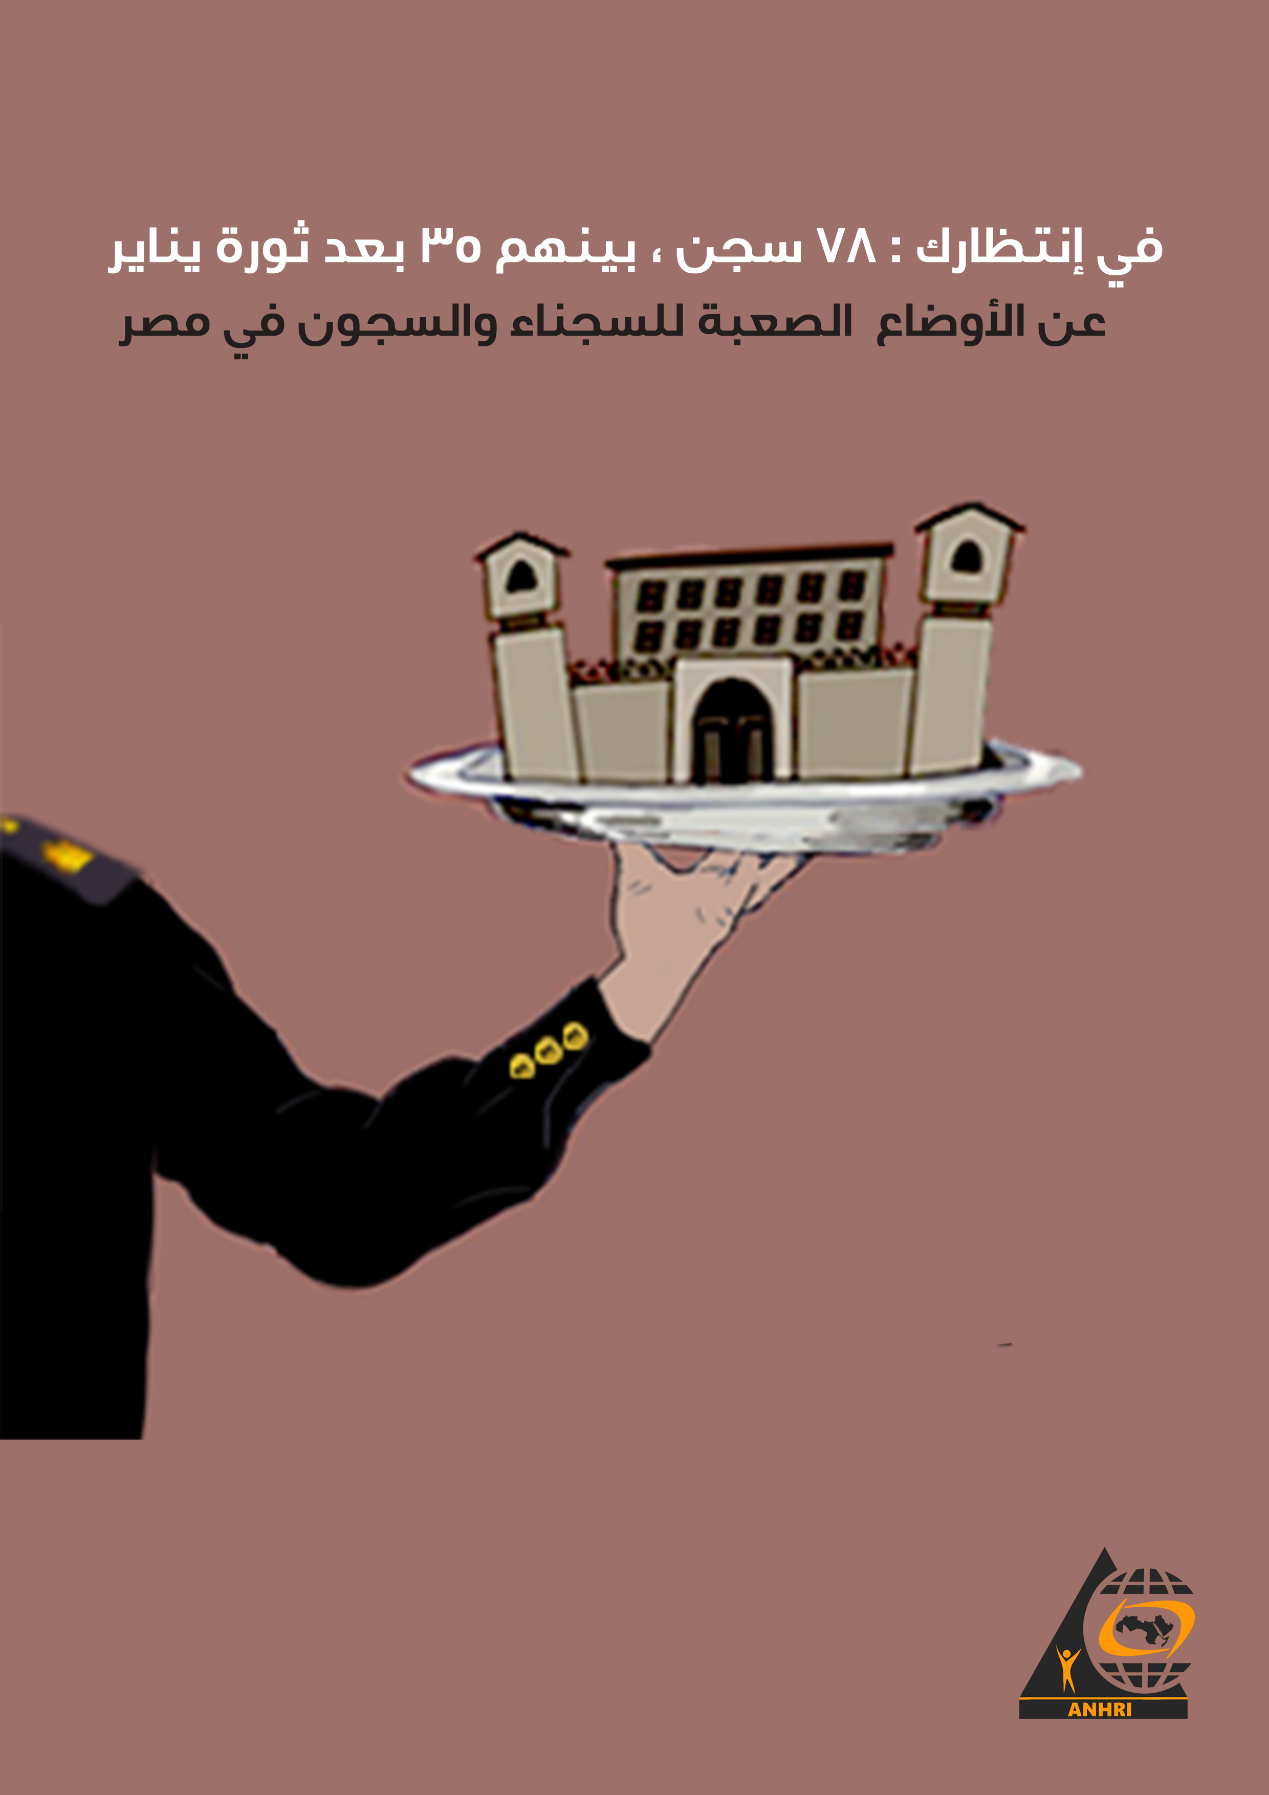 في إنتظارك : ٧٨ سجن ، بينهم ٣٥ بعد ثورة يناير
عن الأوضاع الصعبة للسجناء والسجون في مصر
ANHRI